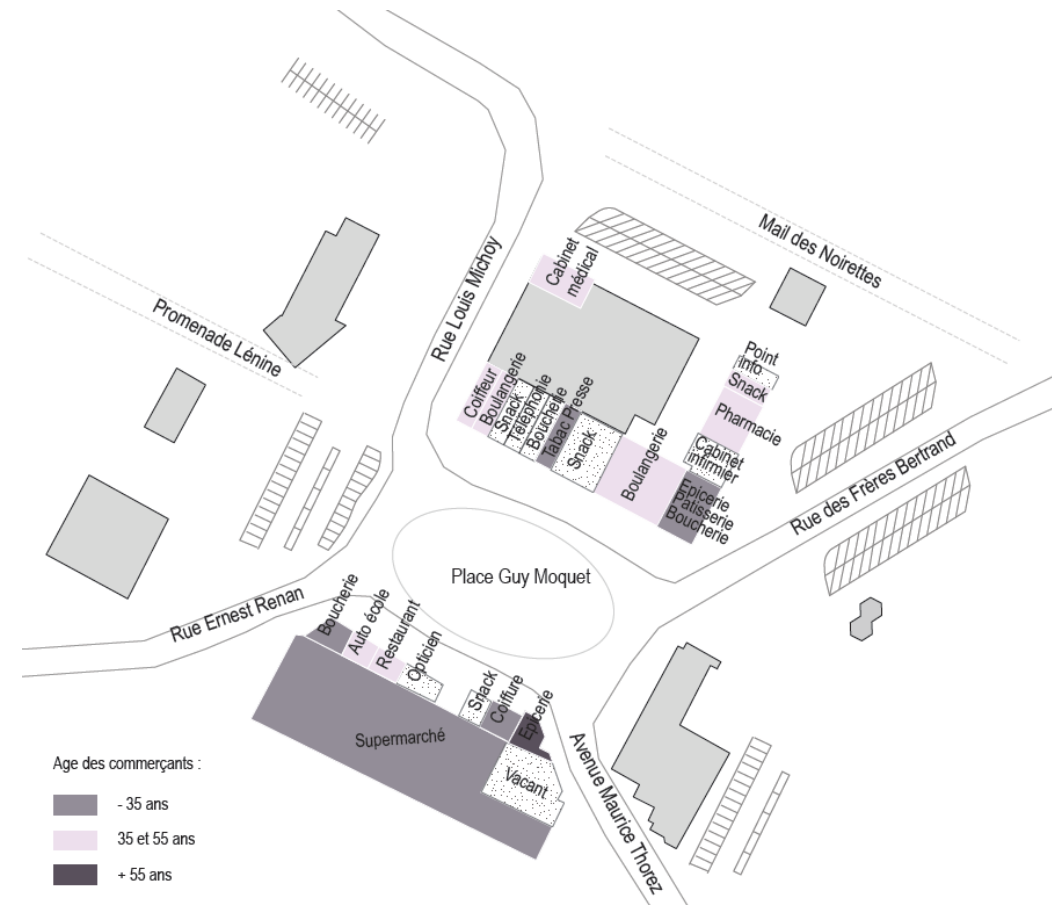 Mail des Noirettes
Rue Louis Michoy
Promenade Lénine
Cabinet
médical
Coiffeur
Boulangerie
Snack
Téléphonie
Boucherie
Tabac Presse
Snack
Boulangerie
Point
info.
Snack
Pharmacie
Cabinet
infirmier
Epicerie
Patisserie
Boucherie
Rue des Frères Bertrand
Place Guy Moquet
Rue Ernest Renan
Boucherie
Auto école
Restaurant
Opticien
Snack
Coiffure
Epicerie
Supermarché
Vacant
Avenue Maurice Thorez
Age des commerçants :
- 35 ans
35 et 55 ans
+ 55 ans